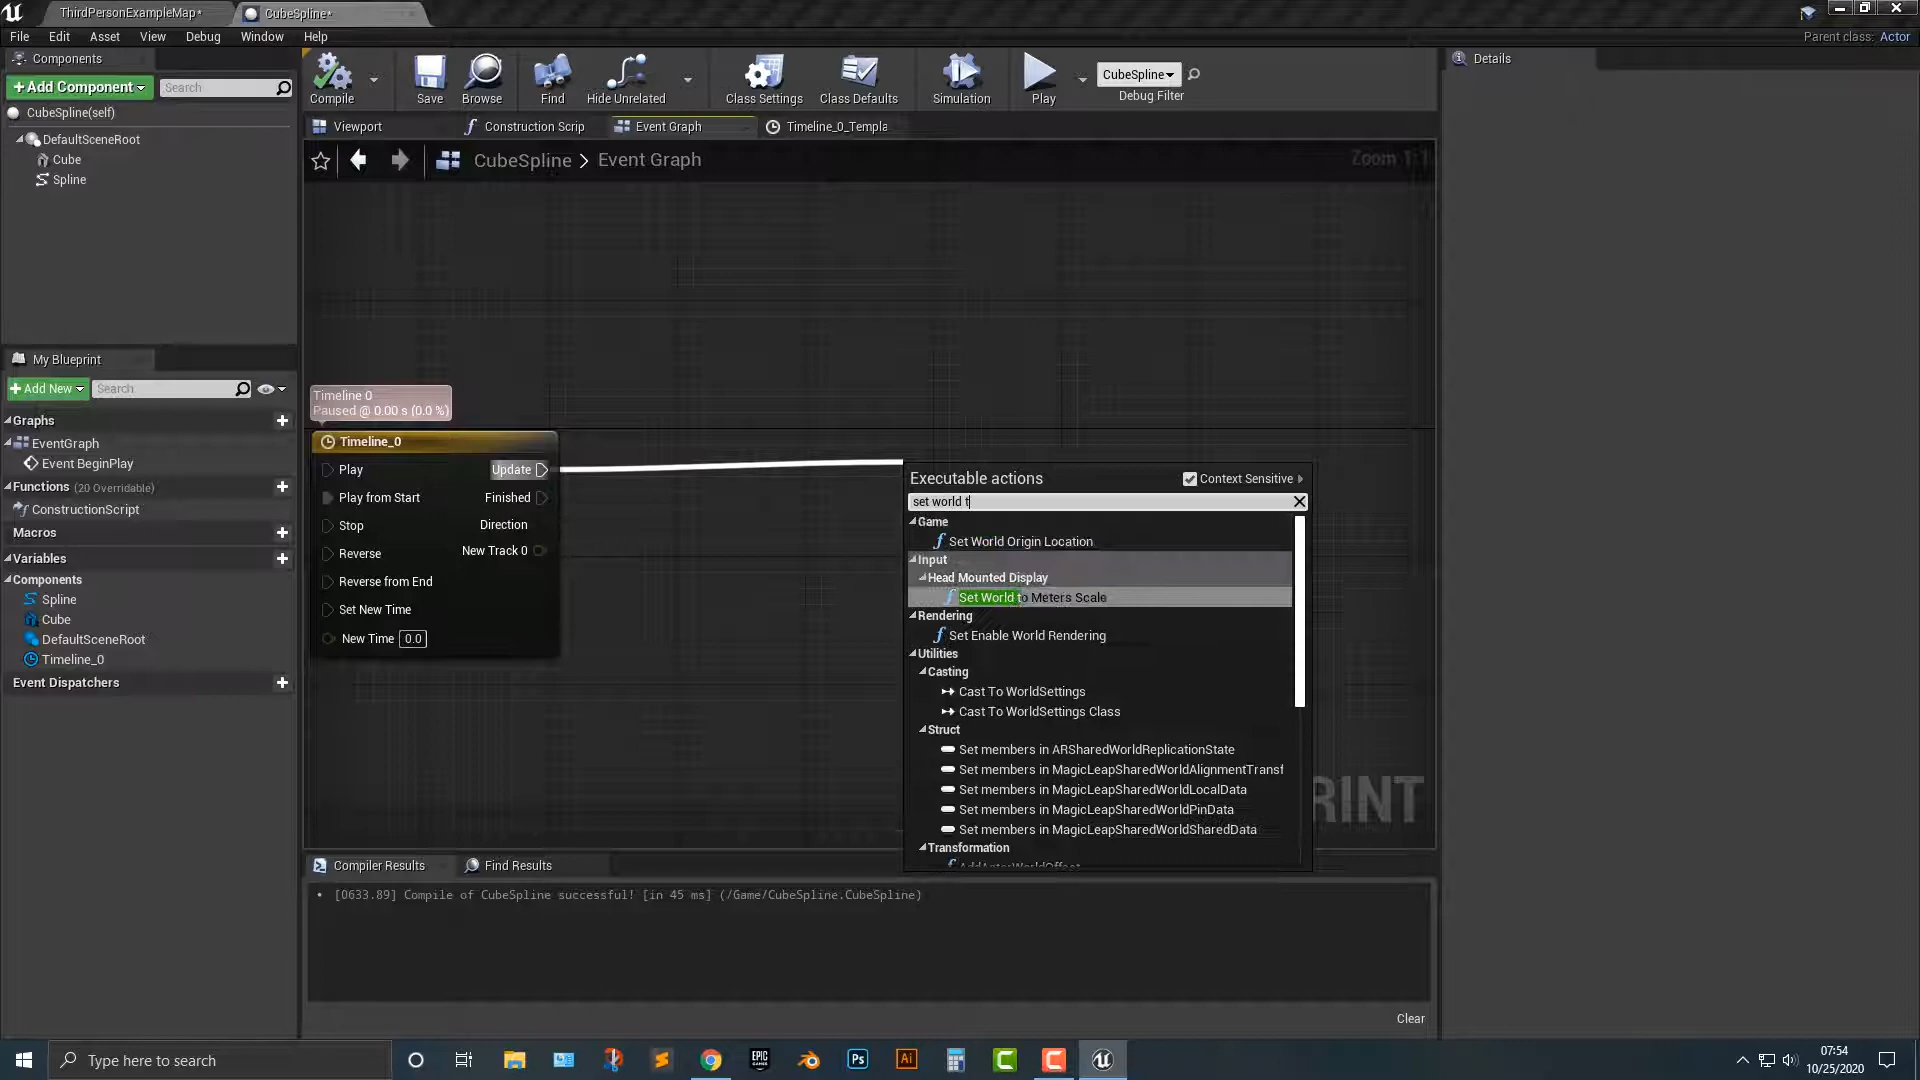 ThirdPersonExampleMap*
CubeSpline*
File Edit Asset View Debug Window Help
Parent class: Actor
Components
+Add Component
Search
CubeSpline(self)
DefaultSceneRoot
Cube
Spline
Compile
Save
Browse
Find
Hide Unrelated
Class Settings
Class Defaults
Simulation
Play
CubeSpline
Debug Filter
Details
Viewport
Construction Scrip
Event Graph
Timeline_0_Templa
CubeSpline > Event Graph
Zoom 1:1
My Blueprint
+Add New
Search
Graphs
EventGraph
Event BeginPlay
Functions (20 Overridable)
ConstructionScript
Macros
Variables
Components
Spline
Cube
DefaultSceneRoot
Timeline_0
Event Dispatchers
Timeline 0
Paused @ 0.00 s (0.0 %)
Timeline_0
Play
Update
Play from Start
Finished
Stop
Direction
Reverse
New Track 0
Reverse from End
Set New Time
New Time 0.0
Executable actions
Context Sensitive
set world t
Game
Set World Origin Location
Input
Head Mounted Display
Set World to Meters Scale
Rendering
Set Enable World Rendering
Utilities
Casting
Cast To WorldSettings
Cast To WorldSettings Class
Struct
Set members in ARSharedWorldReplicationState
Set members in MagicLeapSharedWorldAlignmentTransf
Set members in MagicLeapSharedWorldLocalData
Set members in MagicLeapSharedWorldPinData
Set members in MagicLeapSharedWorldSharedData
Transformation
AddActorWorldOffset
RINT
Compiler Results
Find Results
• [0633.89] Compile of CubeSpline successful! [in 45 ms] (/Game/CubeSpline.CubeSpline)
Clear
Type here to search
EPIC GAMES
Ps
Ai
07:54
10/25/2020